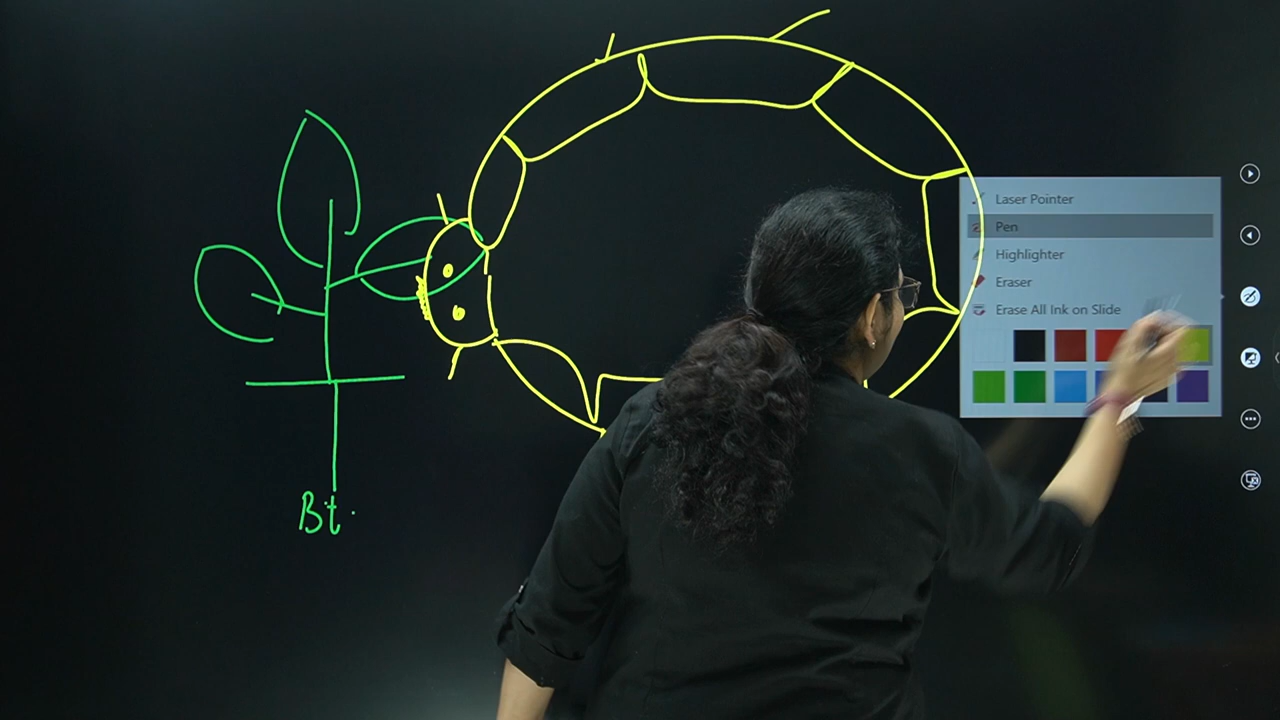 Laser Pointer
Pen
Highlighter
Eraser
Erase All Ink on Slide
Bt.